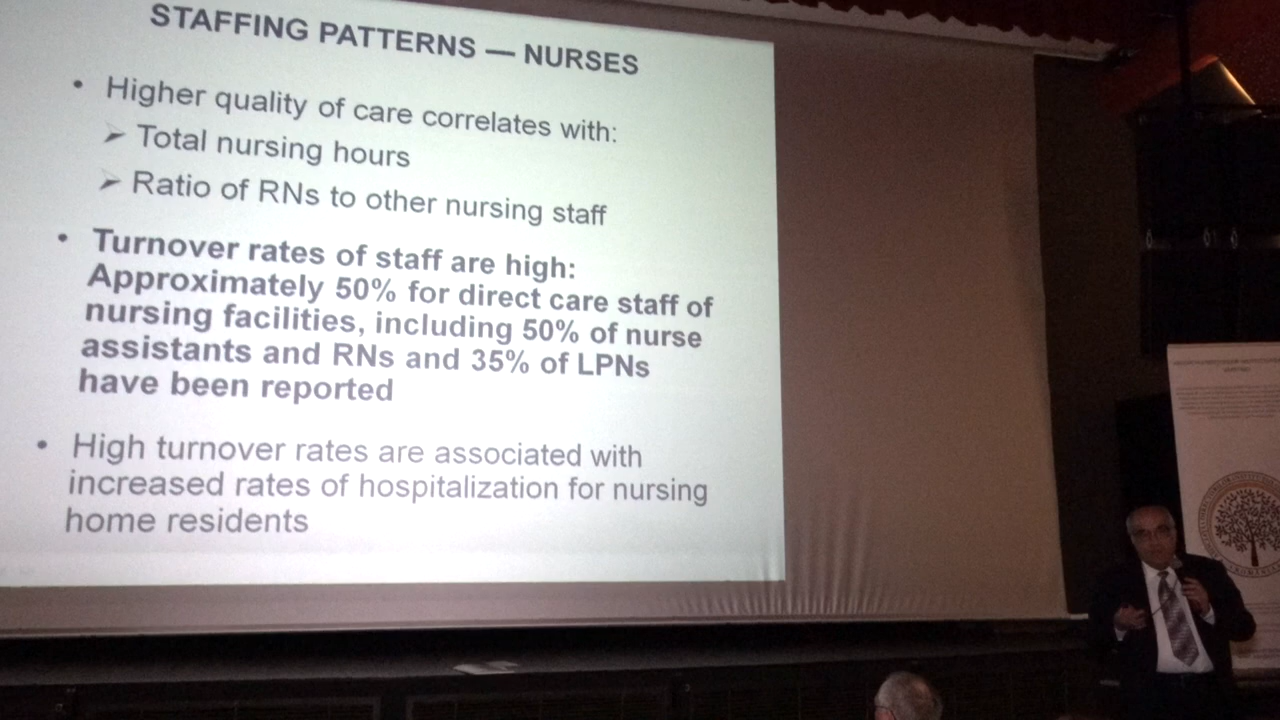 STAFFING PATTERNS — NURSES
• Higher quality of care correlates with:
➢ Total nursing hours
➢ Ratio of RNs to other nursing staff
• Turnover rates of staff are high:
Approximately 50% for direct care staff of
nursing facilities, including 50% of nurse
assistants and RNs and 35% of LPNs
have been reported
• High turnover rates are associated with
increased rates of hospitalization for nursing
home residents